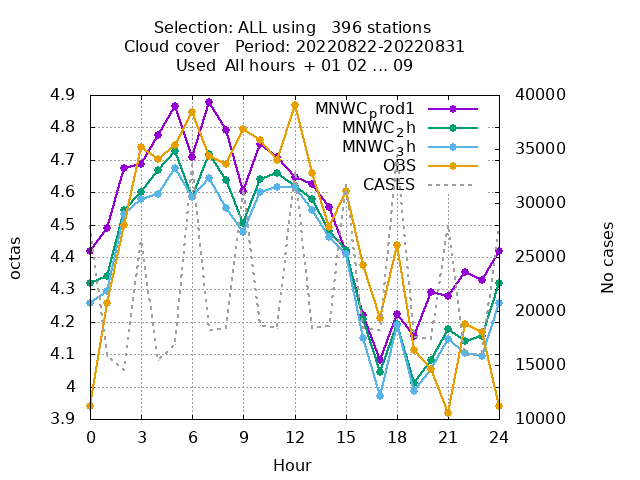 Selection: ALL using   396 stations
Cloud cover   Period: 20220822-20220831
Used  All hours  + 01 02 ... 09
4.9
4.8
4.7
4.6
4.5
4.4
4.3
4.2
4.1
4
3.9
40000
35000
30000
25000
20000
15000
10000
MNWCprod1
MNWC2h
MNWC3h
OBS
CASES
octas
No cases
0 3 6 9 12 15 18 21 24
Hour